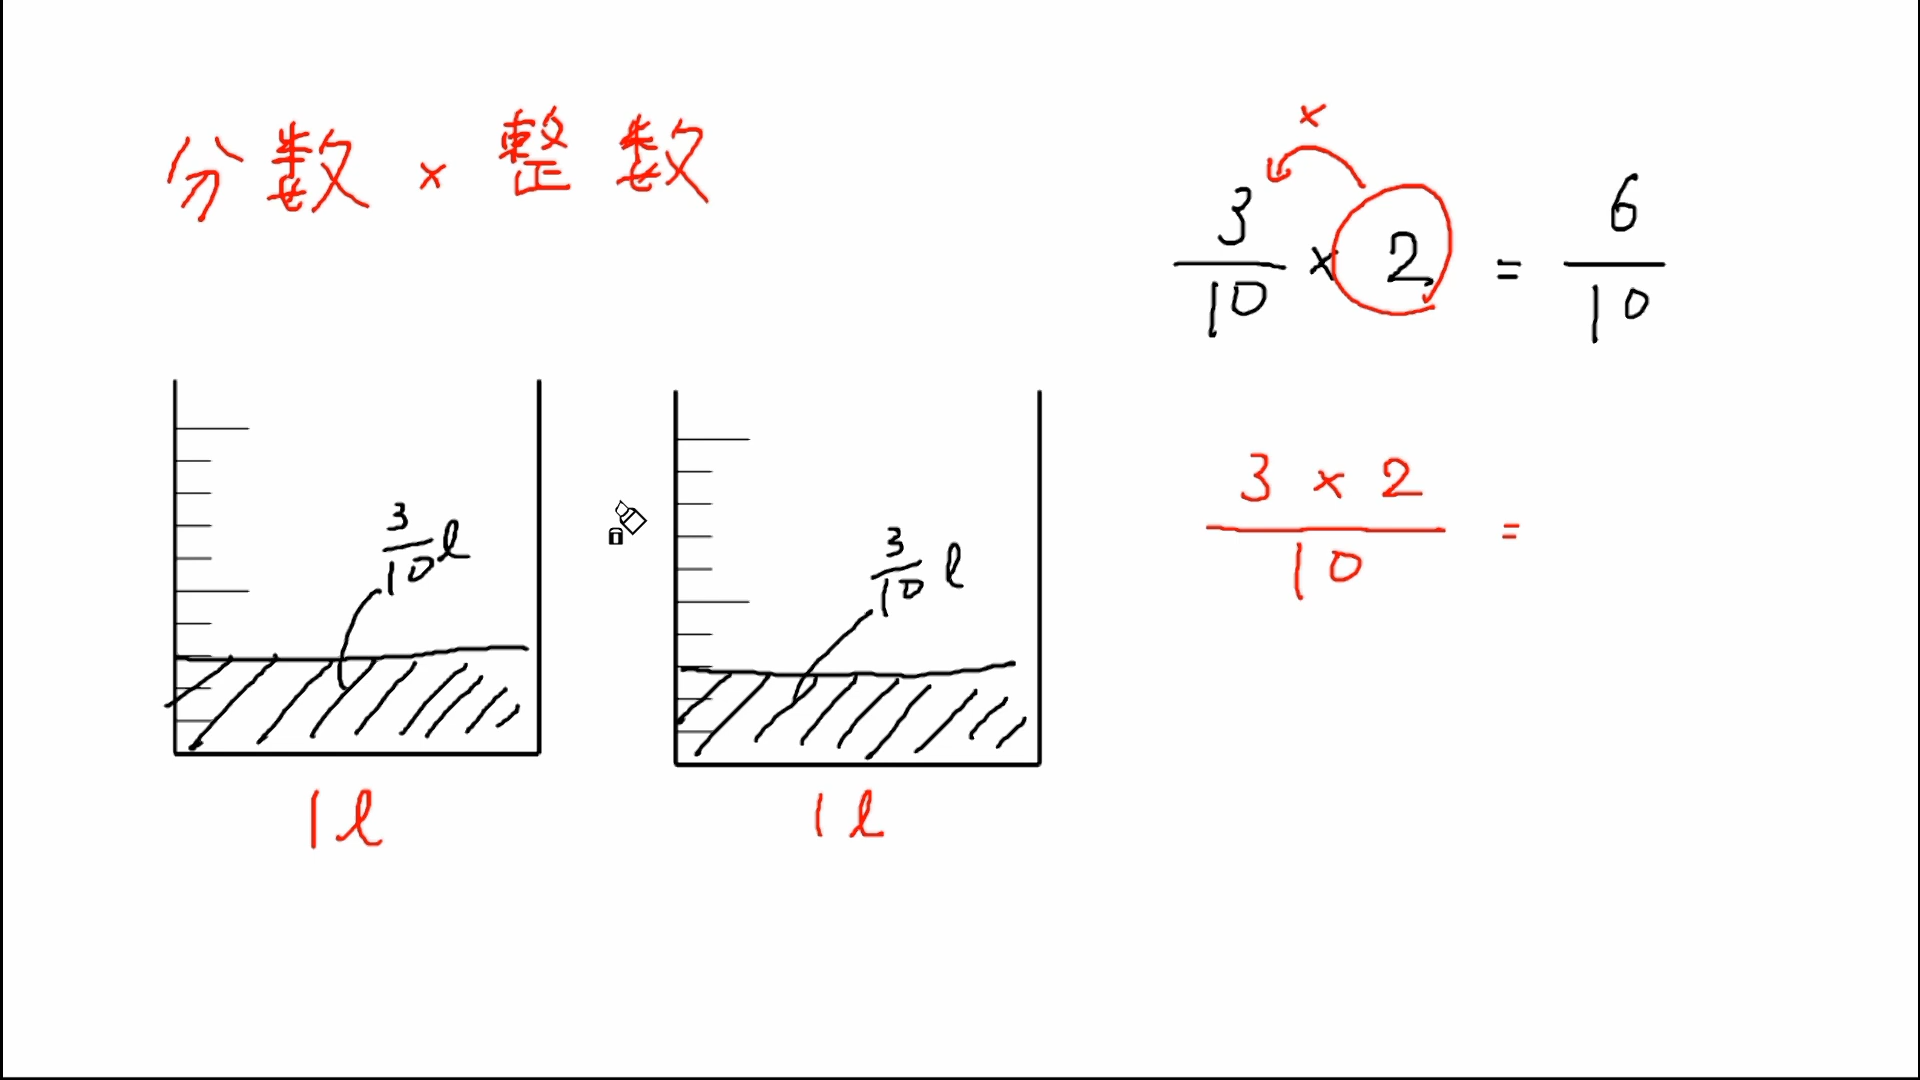 分数 × 整数
×
3/10 × 2 = 6/10
3 × 2/10 =
3/10 l
3/10 l
1 l
1 l